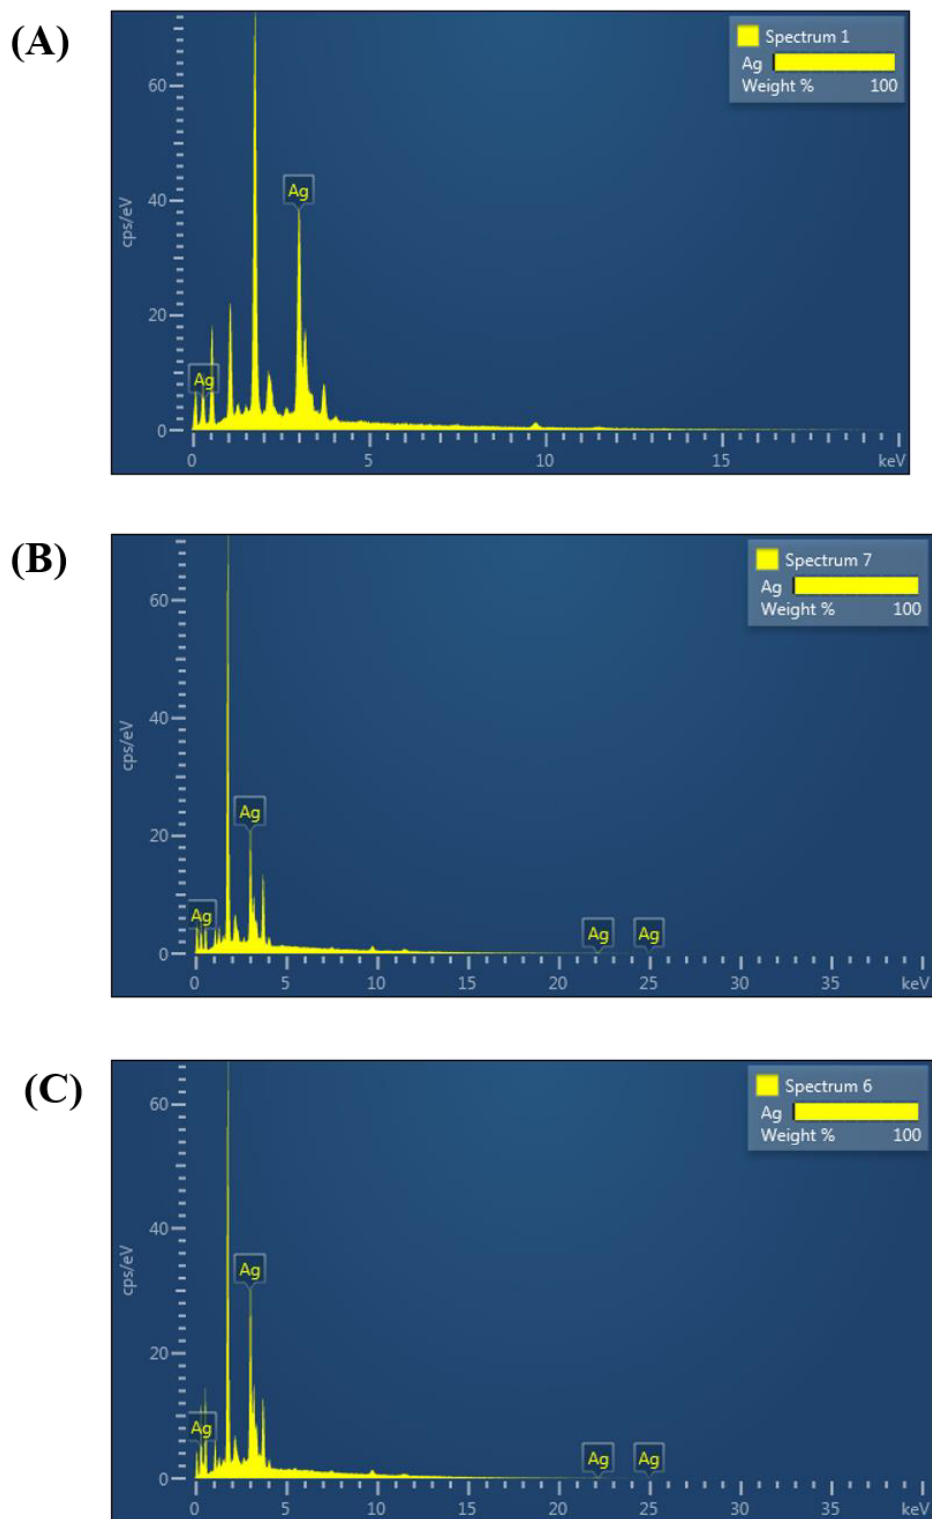 (A)
Spectrum 1
Ag
Weight % 100
60
40
20
0
cps/eV
Ag
Ag
0 5 10 15 keV
(B)
Spectrum 7
Ag
Weight % 100
60
40
20
0
cps/eV
Ag
Ag
Ag Ag
0 5 10 15 20 25 30 35 keV
(C)
Spectrum 6
Ag
Weight % 100
60
40
20
0
cps/eV
Ag
Ag
Ag Ag
0 5 10 15 20 25 30 35 keV